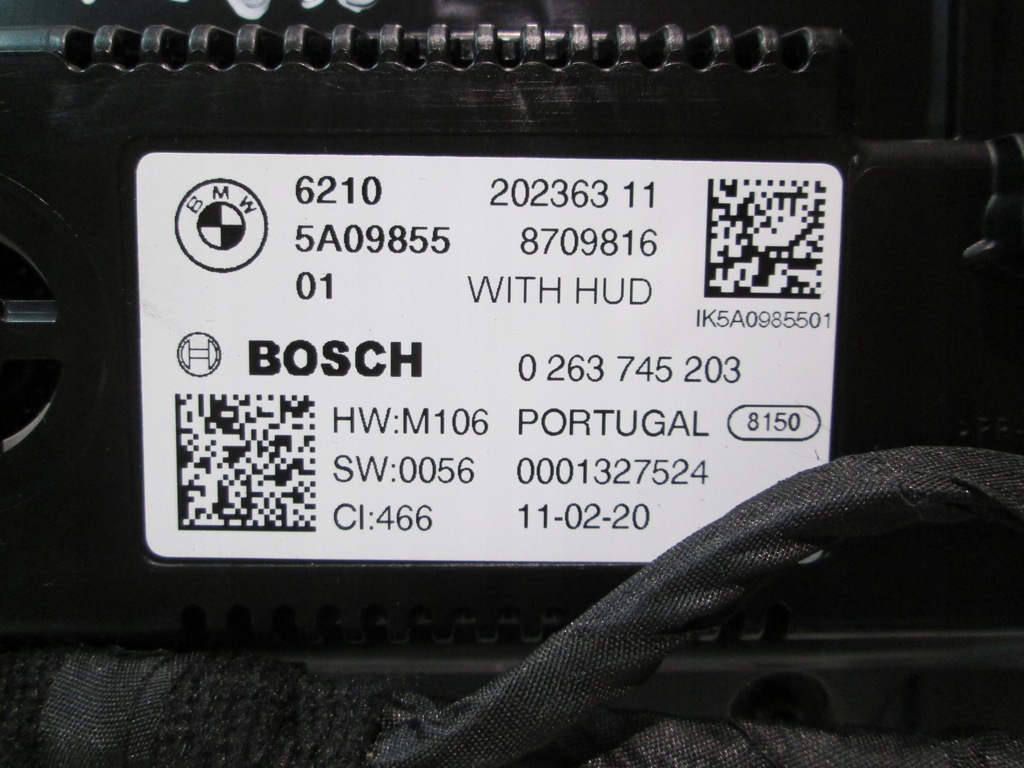 BMW
6210 202363 11
5A09855 8709816
01 WITH HUD
IK5A0985501
BOSCH 0 263 745 203
HW:M106 PORTUGAL 8150
SW:0056 0001327524
CI:466 11-02-20